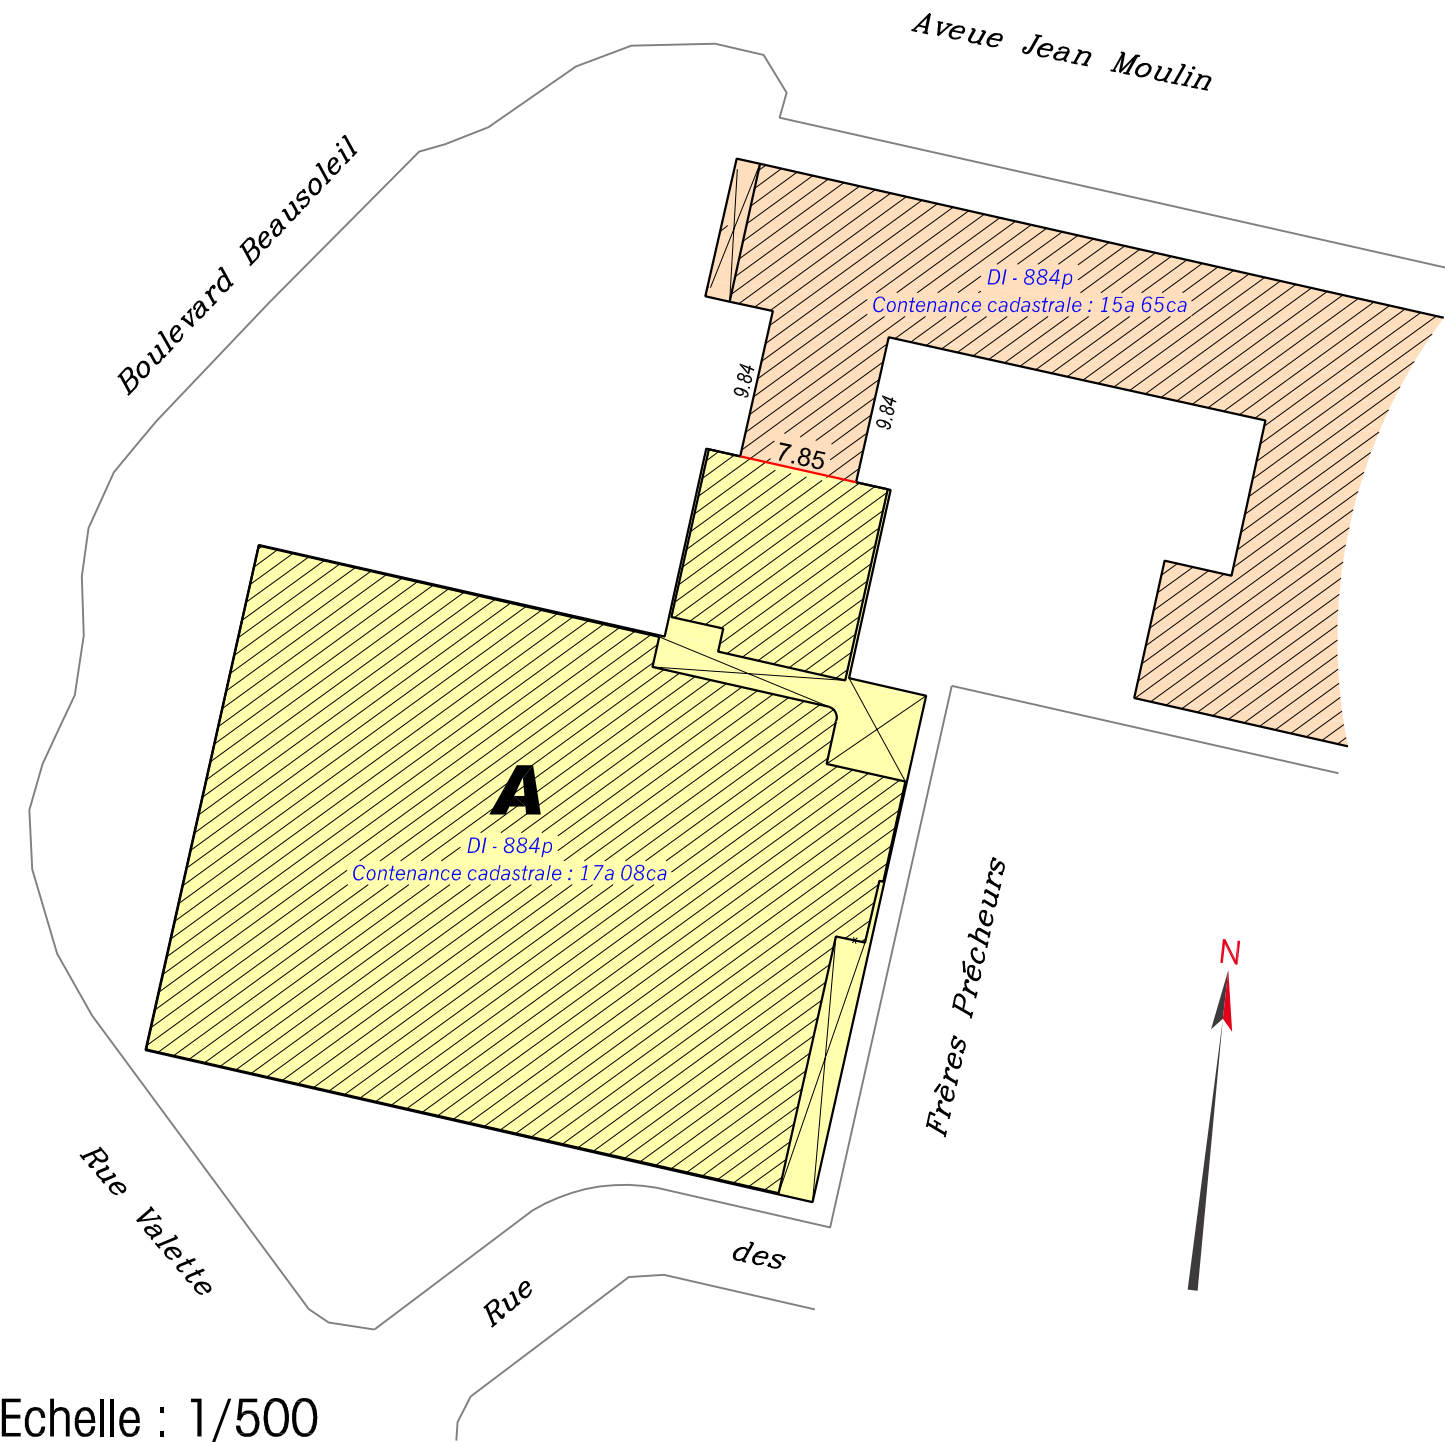 Aveue Jean Moulin
Boulevard Beausoleil
DI - 884p
Contenance cadastrale : 15a 65ca
9.84
9.84
7.85
A
DI - 884p
Contenance cadastrale : 17a 08ca
Frères Précheurs
N
Rue Valette
des
Rue
Echelle : 1/500